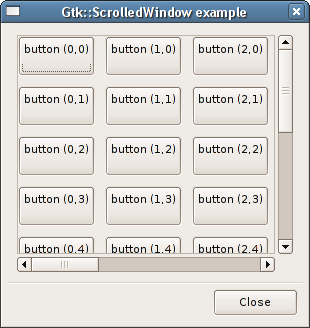 Gtk::ScrolledWindow example
button (0,0) button (1,0) button (2,0)
button (0,1) button (1,1) button (2,1)
button (0,2) button (1,2) button (2,2)
button (0,3) button (1,3) button (2,3)
button (0,4) button (1,4) button (2,4)
Close